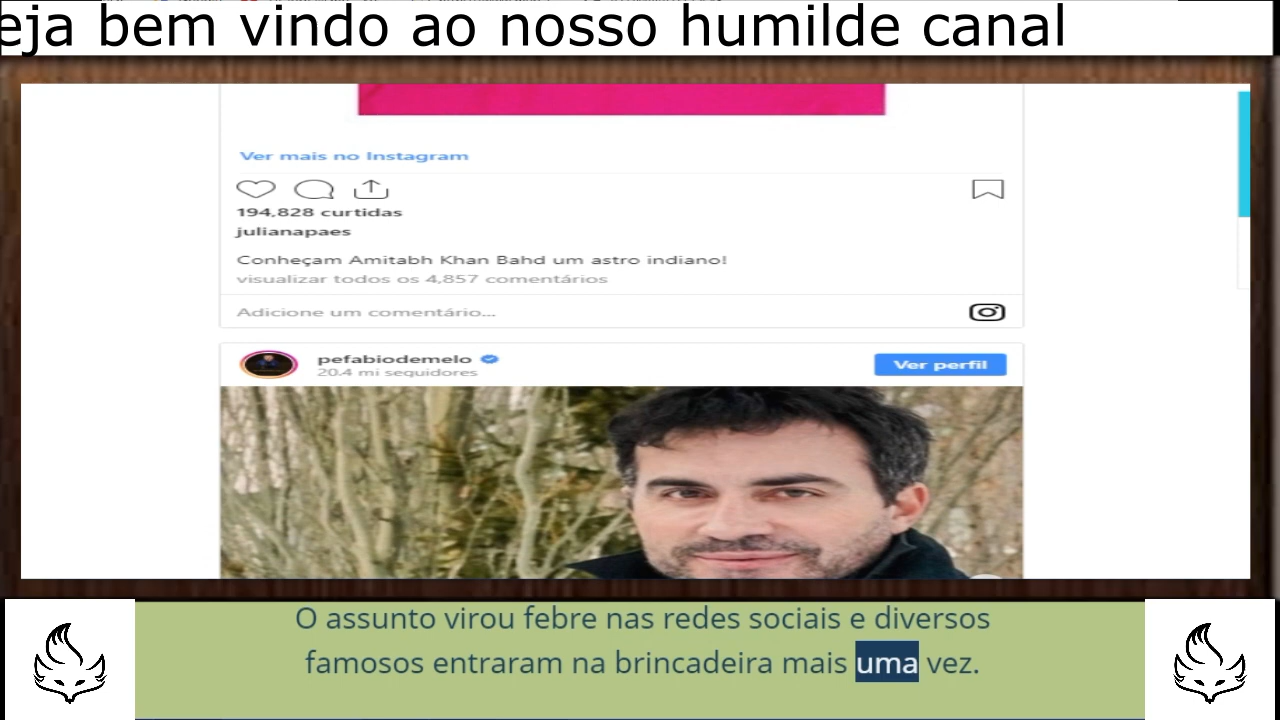 eja bem vindo ao nosso humilde canal
Ver mais no Instagram
194,828 curtidas
julianapaes
Conheçam Amitabh Khan Bahd um astro indiano!
visualizar todos os 4,857 comentários
Adicione um comentário...
pefabiodemelo
20.4 mi seguidores
Ver perfil
O assunto virou febre nas redes sociais e diversos
famosos entraram na brincadeira mais uma vez.